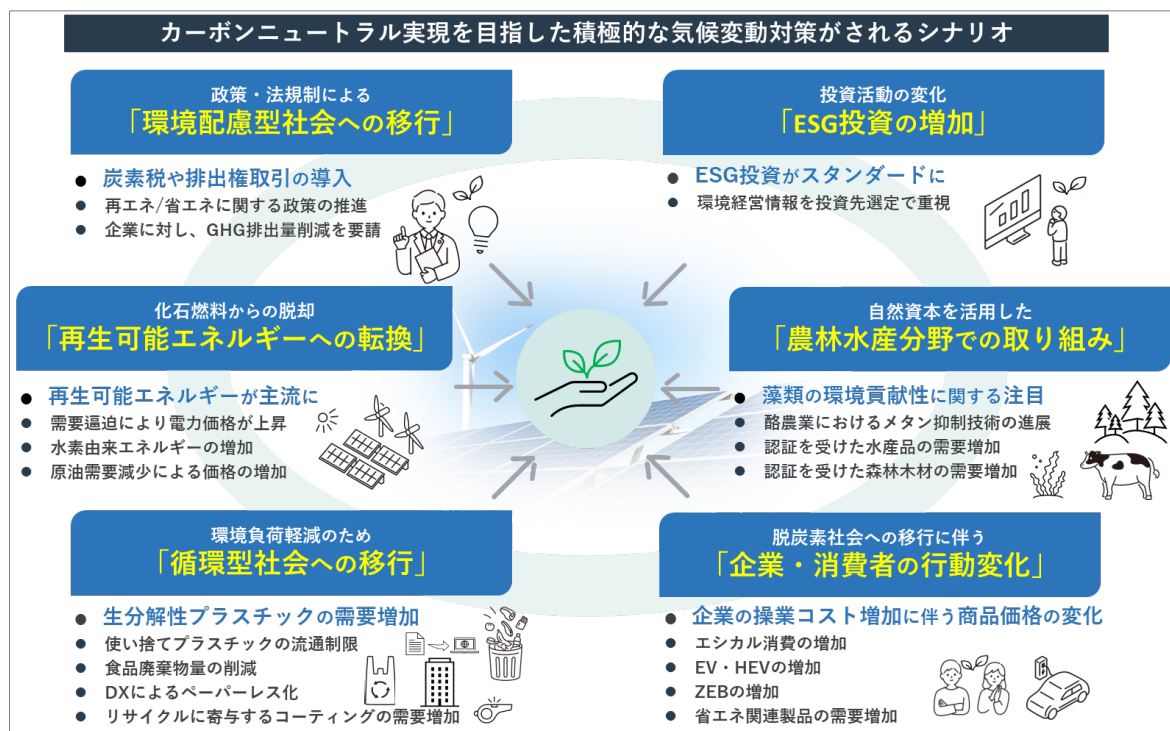 カーボンニュートラル実現を目指した積極的な気候変動対策がされるシナリオ
政策・法規制による
「環境配慮型社会への移行」
● 炭素税や排出権取引の導入
● 再エネ/省エネに関する政策の推進
● 企業に対し、GHG排出量削減を要請
投資活動の変化
「ESG投資の増加」
● ESG投資がスタンダードに
● 環境経営情報を投資先選定で重視
化石燃料からの脱却
「再生可能エネルギーへの転換」
● 再生可能エネルギーが主流に
● 需要逼迫により電力価格が上昇
● 水素由来エネルギーの増加
● 原油需要減少による価格の増加
自然資本を活用した
「農林水産分野での取り組み」
● 藻類の環境貢献性に関する注目
● 酪農業におけるメタン抑制技術の進展
● 認証を受けた水産品の需要増加
● 認証を受けた森林木材の需要増加
環境負荷軽減のため
「循環型社会への移行」
● 生分解性プラスチックの需要増加
● 使い捨てプラスチックの流通制限
● 食品廃棄物量の削減
● DXによるペーパーレス化
● リサイクルに寄与するコーティングの需要増加
脱炭素社会への移行に伴う
「企業・消費者の行動変化」
● 企業の操業コスト増加に伴う商品価格の変化
● エシカル消費の増加
● EV・HEVの増加
● ZEBの増加
● 省エネ関連製品の需要増加